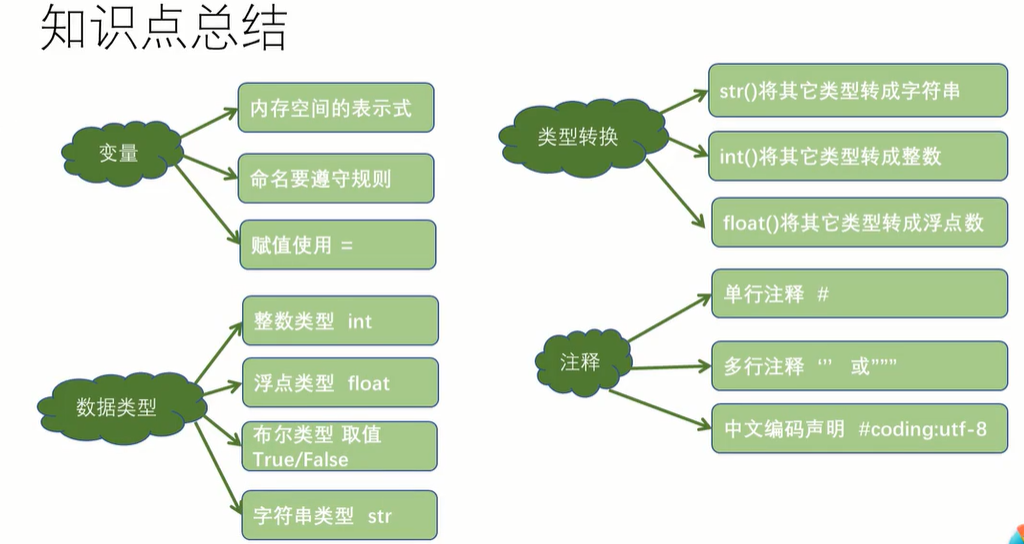 知识点总结
变量
内存空间的表示式
命名要遵守规则
赋值使用 =
数据类型
整数类型 int
浮点类型 float
布尔类型 取值
True/False
字符串类型 str
类型转换
str()将其它类型转成字符串
int()将其它类型转成整数
float()将其它类型转成浮点数
注释
单行注释 #
多行注释 ‘’’ 或”””
中文编码声明 #coding:utf-8